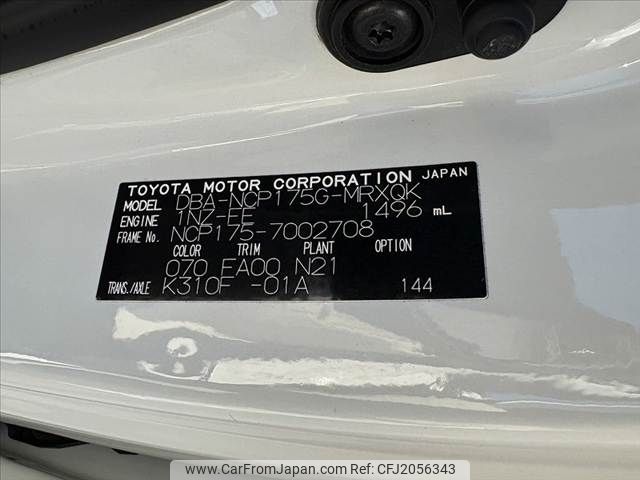 TOYOTA MOTOR CORPORATION JAPAN
MODEL DBA-NCP175G-MRXQK
ENGINE 1NZ-FE 1496 mL
FRAME No. NCP175-7002708
COLOR TRIM PLANT OPTION
070 EA00 N21
TRANS./AXLE K310F -01A 144
www.CarFromJapan.com - CFJ2056343